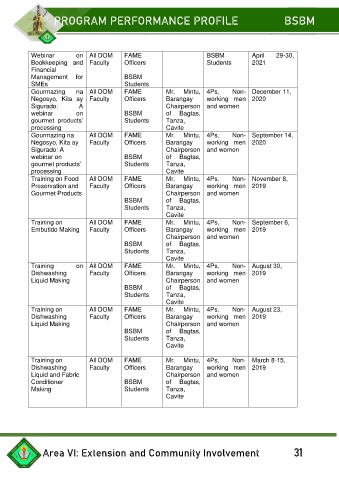 PROGRAM PERFORMANCE PROFILE BSBM
Webinar on All DOM FAME BSBM April 29-30,
Bookkeeping and Faculty Officers Students 2021
Financial
Management for BSBM
SMEs Students
Gourmazing na All DOM FAME Mr. Mintu, 4Ps, Non- December 11,
Negosyo, Kita ay Faculty Officers Barangay working men 2020
Sigurado: A Chairperson and women
webinar on BSBM of Bagtas,
gourmet products' Students Tanza,
processing Cavite
Gourmazing na All DOM FAME Mr. Mintu, 4Ps, Non- September 14,
Negosyo, Kita ay Faculty Officers Barangay working men 2020
Sigurado: A Chairperson and women
webinar on BSBM of Bagtas,
gourmet products' Students Tanza,
processing Cavite
Training on Food All DOM FAME Mr. Mintu, 4Ps, Non- November 8,
Preservation and Faculty Officers Barangay working men 2019
Gourmet Products Chairperson and women
BSBM of Bagtas,
Students Tanza,
Cavite
Training on All DOM FAME Mr. Mintu, 4Ps, Non- September 6,
Embutido Making Faculty Officers Barangay working men 2019
Chairperson and women
BSBM of Bagtas,
Students Tanza,
Cavite
Training on All DOM FAME Mr. Mintu, 4Ps, Non- August 30,
Dishwashing Faculty Officers Barangay working men 2019
Liquid Making Chairperson and women
BSBM of Bagtas,
Students Tanza,
Cavite
Training on All DOM FAME Mr. Mintu, 4Ps, Non- August 23,
Dishwashing Faculty Officers Barangay working men 2019
Liquid Making Chairperson and women
BSBM of Bagtas,
Students Tanza,
Cavite
Training on All DOM FAME Mr. Mintu, 4Ps, Non- March 8-15,
Dishwashing Faculty Officers Barangay working men 2019
Liquid and Fabric Chairperson and women
Conditioner BSBM of Bagtas,
Making Students Tanza,
Cavite
Area VI: Extension and Community Involvement 31